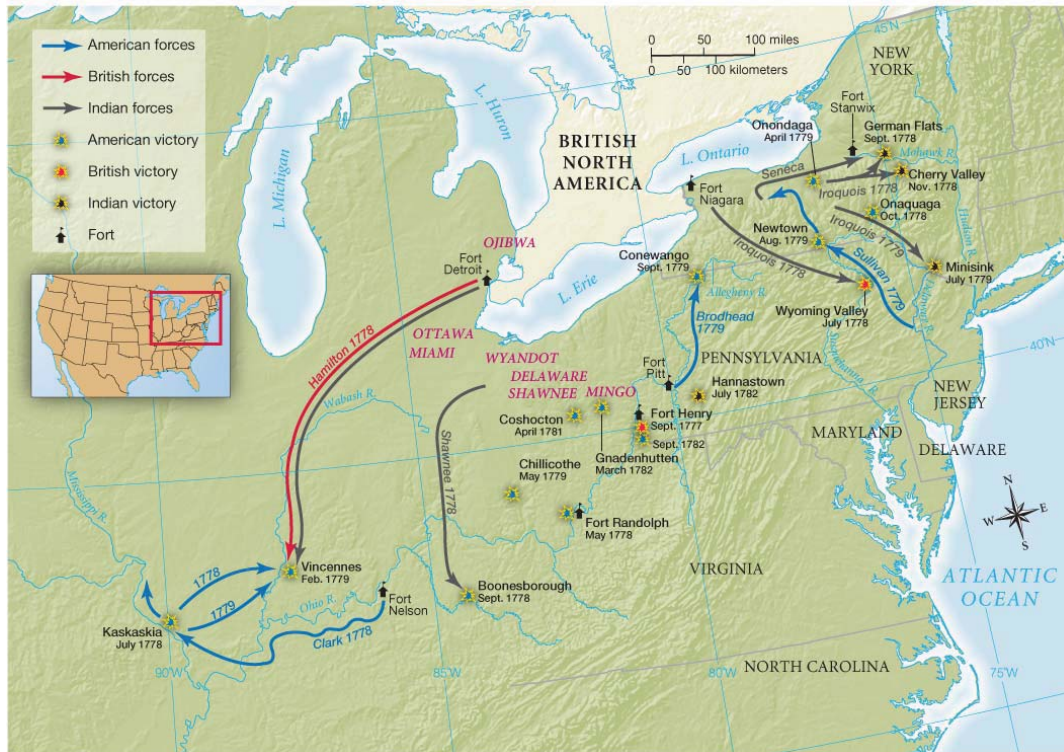 American forces
British forces
Indian forces
American victory
British victory
Indian victory
Fort
0 50 100 miles
0 50 100 kilometers
45°N
NEW
YORK
Fort
Stanwix
German Flats
Sept. 1778
Onondaga
April 1779
Mohawk R.
Cherry Valley
Nov. 1778
Seneca
Iroquois 1778
Onaquaga
Oct. 1778
Iroquois 1779
Hudson R.
L. Michigan
L. Huron
BRITISH
NORTH
AMERICA
L. Ontario
Fort
Niagara
Iroquois 1778
Newtown
Aug. 1779
Sullivan 1779
Minisink
July 1779
Delaware R.
Wyoming Valley
July 1778
OJIBWA
Fort
Detroit
L. Erie
Conewango
Sept. 1779
Allegheny R.
Brodhead
1779
Susquehanna R.
40°N
OTTAWA
MIAMI
WYANDOT
DELAWARE
SHAWNEE
MINGO
Fort
Pitt
PENNSYLVANIA
Hannastown
July 1782
NEW
JERSEY
MARYLAND
DELAWARE
Hamilton 1778
Wabash R.
Coshocton
April 1781
Fort Henry
Sept. 1777
Sept. 1782
Gnadenhutten
March 1782
Shawnee 1778
Chillicothe
May 1779
Fort Randolph
May 1778
Mississippi R.
Vincennes
Feb. 1779
1778
1779
Kaskaskia
July 1778
Ohio R.
Fort
Nelson
Clark 1778
Boonesborough
Sept. 1778
VIRGINIA
N
W E
S
ATLANTIC
OCEAN
NORTH CAROLINA
90°W
85°W
80°W
75°W